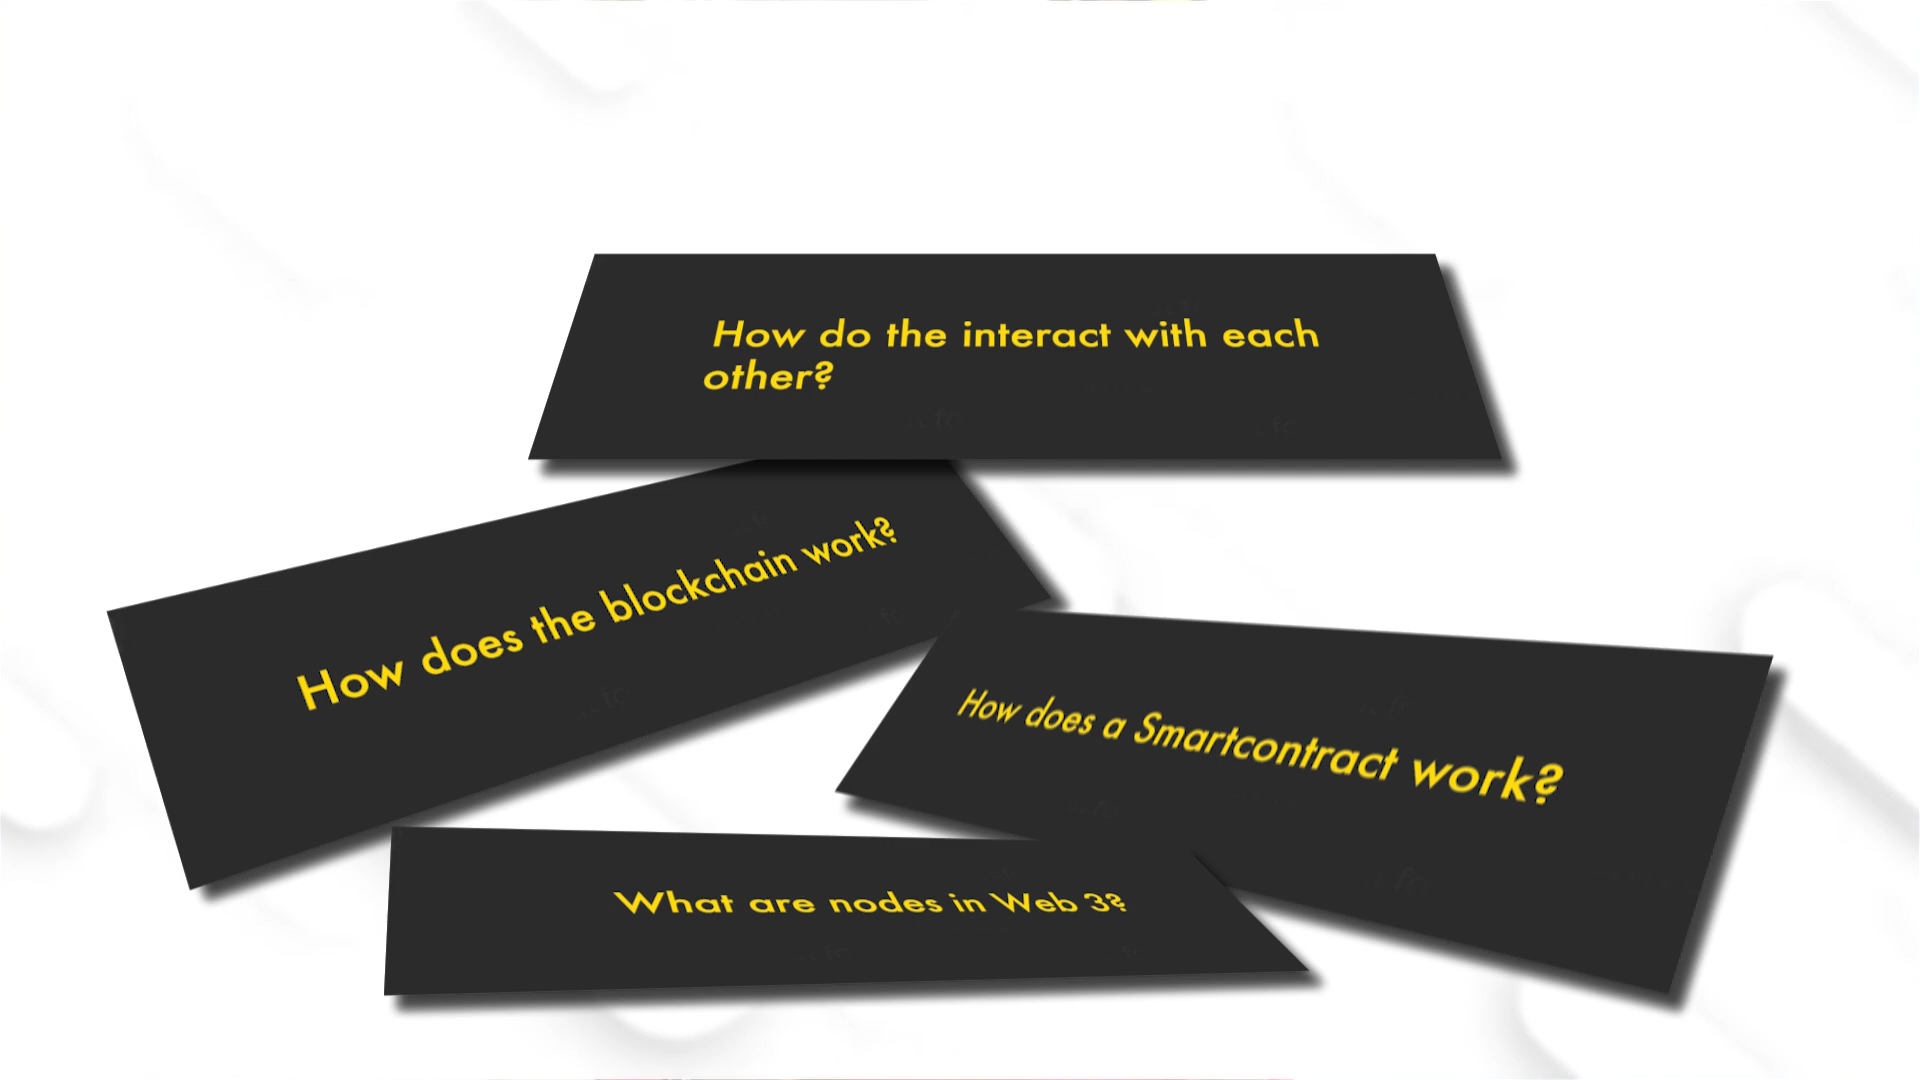 How do the interact with each
other?
How does the blockchain work?
How does a Smartcontract work?
What are nodes in Web 3?